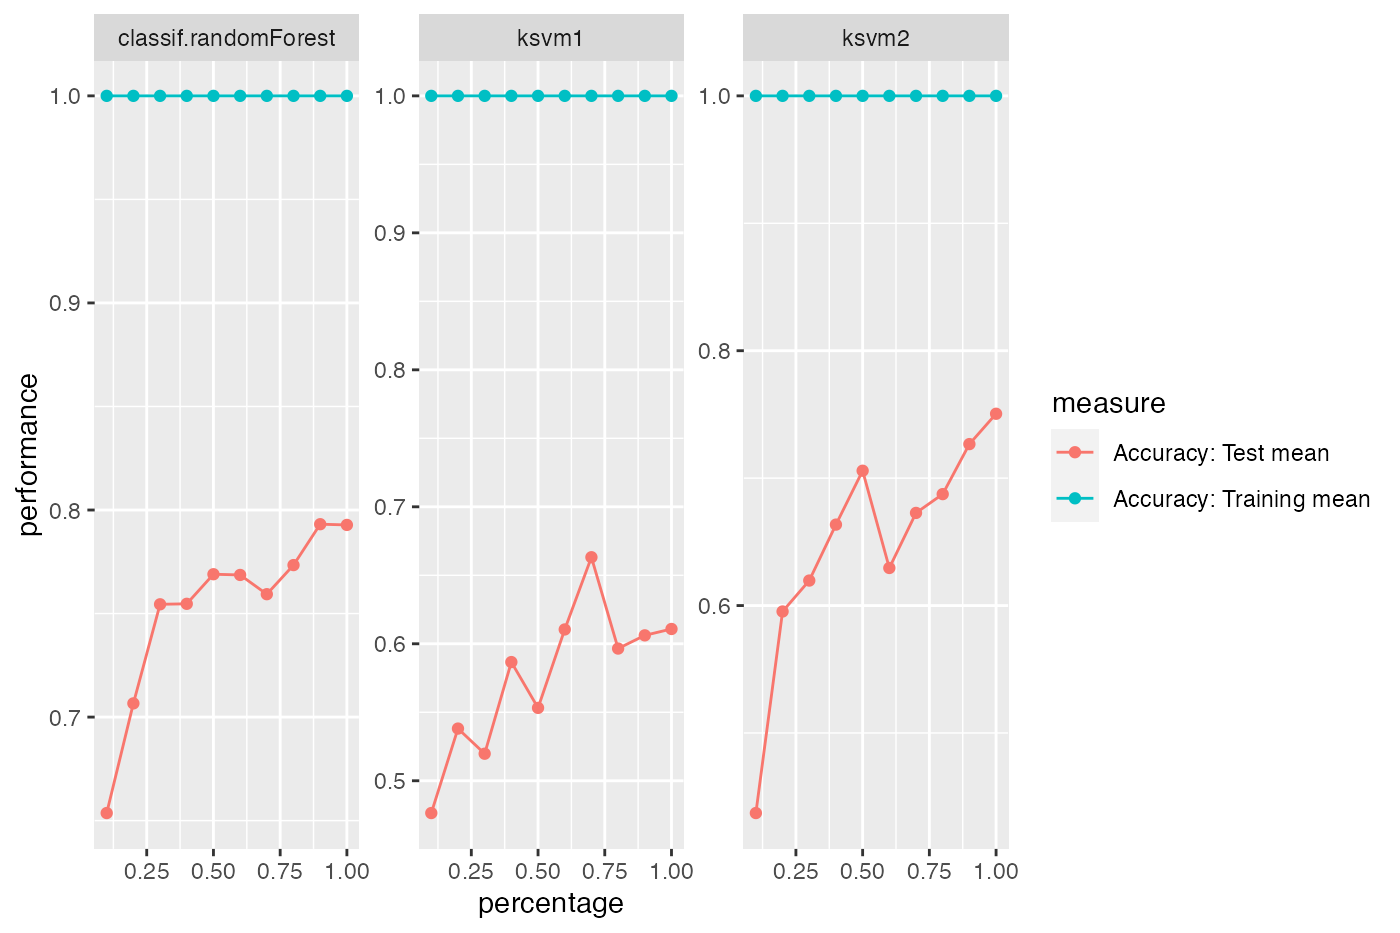 classif.randomForest
ksvm1
ksvm2
performance
1.0
0.9
0.8
0.7
1.0
0.9
0.8
0.7
0.6
0.5
1.0
0.8
0.6
0.25 0.50 0.75 1.00
0.25 0.50 0.75 1.00
0.25 0.50 0.75 1.00
percentage
measure
Accuracy: Test mean
Accuracy: Training mean